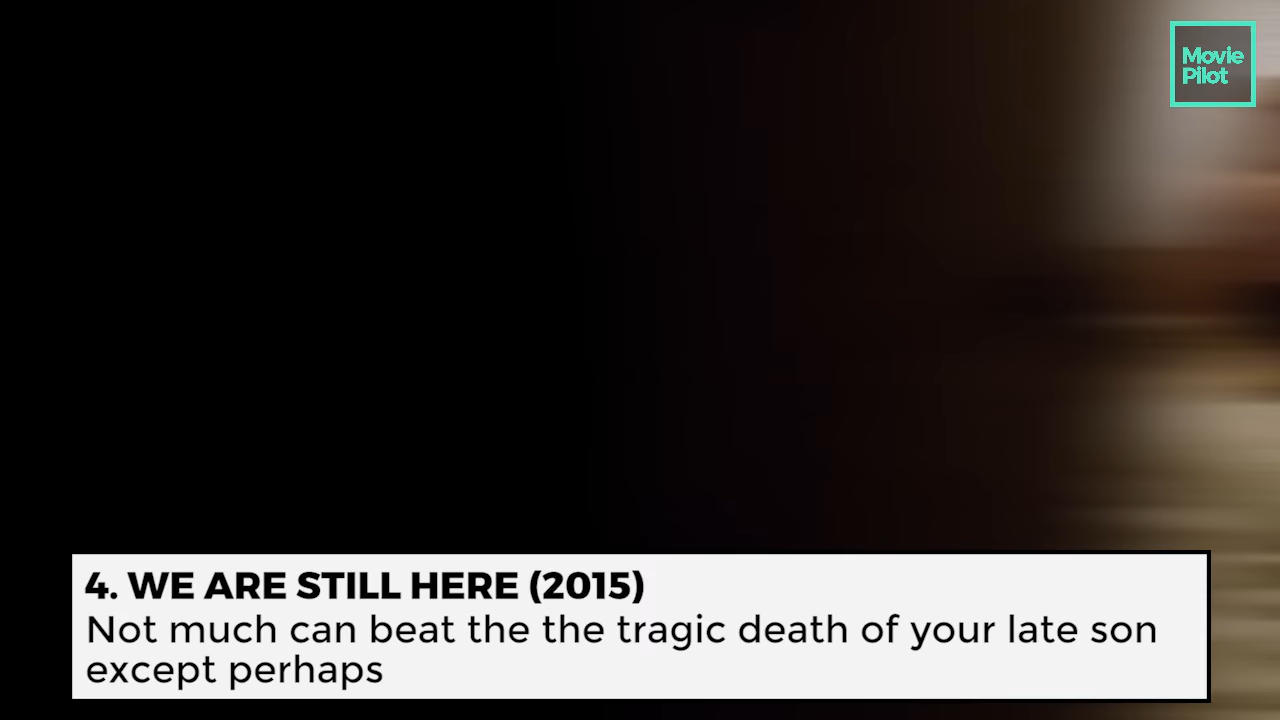 Movie
Pilot
4. WE ARE STILL HERE (2015)
Not much can beat the the tragic death of your late son
except perhaps